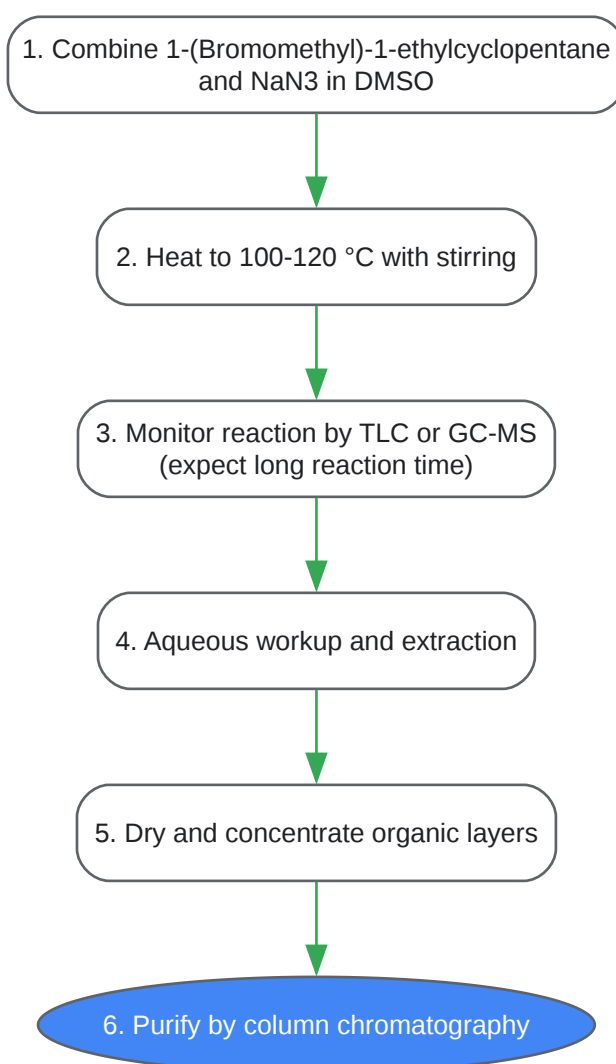 1. Combine 1-(Bromomethyl)-1-ethylcyclopentane
and NaN3 in DMSO
2. Heat to 100-120 °C with stirring
3. Monitor reaction by TLC or GC-MS
(expect long reaction time)
4. Aqueous workup and extraction
5. Dry and concentrate organic layers
6. Purify by column chromatography